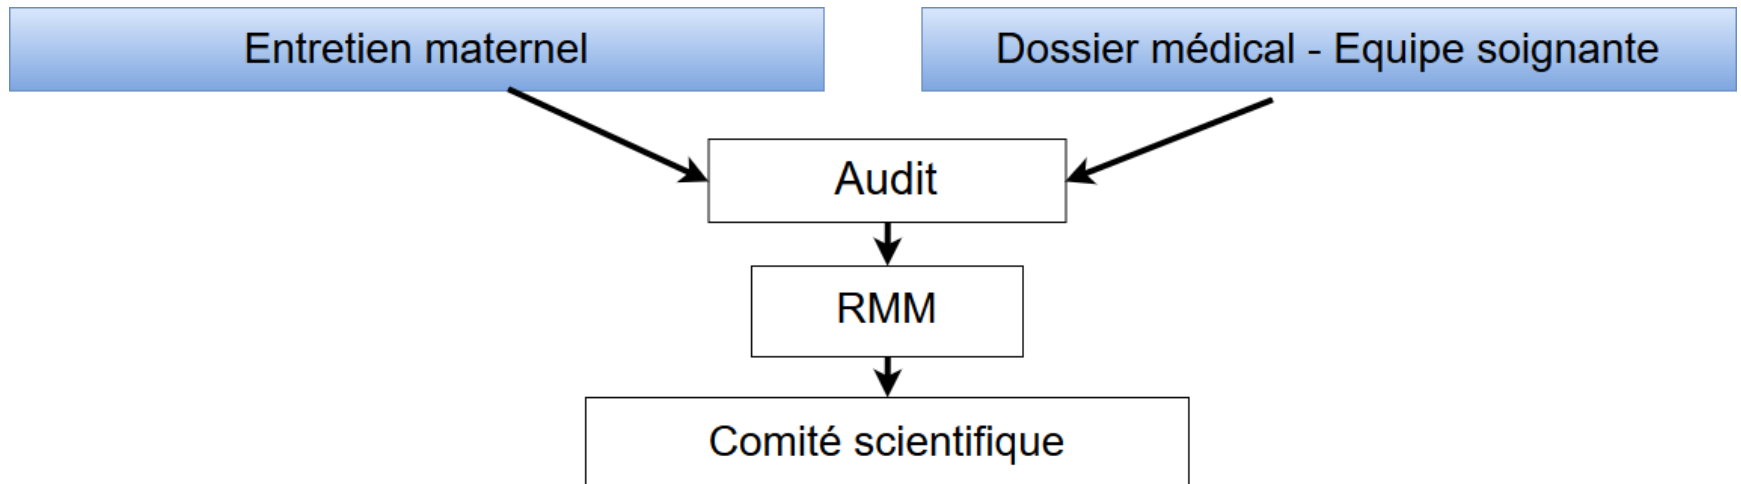 Entretien maternel
Dossier médical - Equipe soignante
Audit
RMM
Comité scientifique